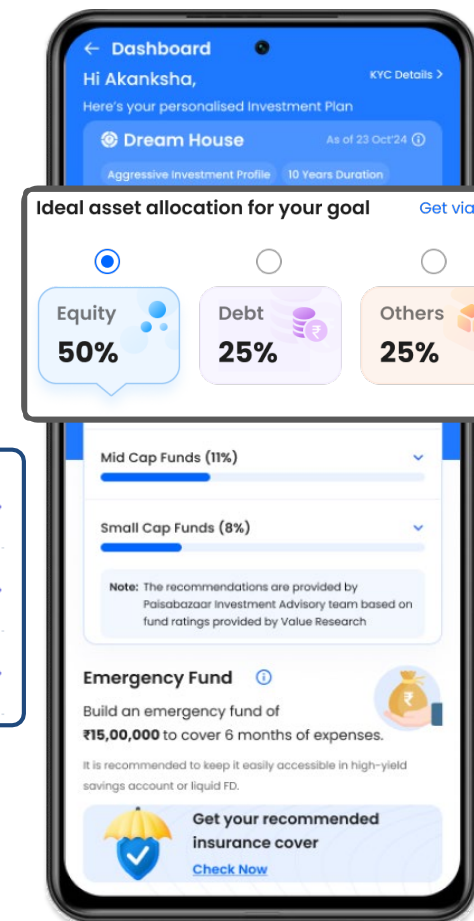 ← Dashboard
Hi Akanksha,
KYC Details >
Here's your personalised Investment Plan
Dream House
As of 23 Oct'24
Aggressive Investment Profile
10 Years Duration
Ideal asset allocation for your goal
Get via
Equity
50%
Debt
25%
Others
25%
Mid Cap Funds (11%)
Small Cap Funds (8%)
Note: The recommendations are provided by
Paisabazaar Investment Advisory team based on
fund ratings provided by Value Research
Emergency Fund
Build an emergency fund of
₹15,00,000 to cover 6 months of expenses.
It is recommended to keep it easily accessible in high-yield
savings account or liquid FD.
Get your recommended
insurance cover
Check Now